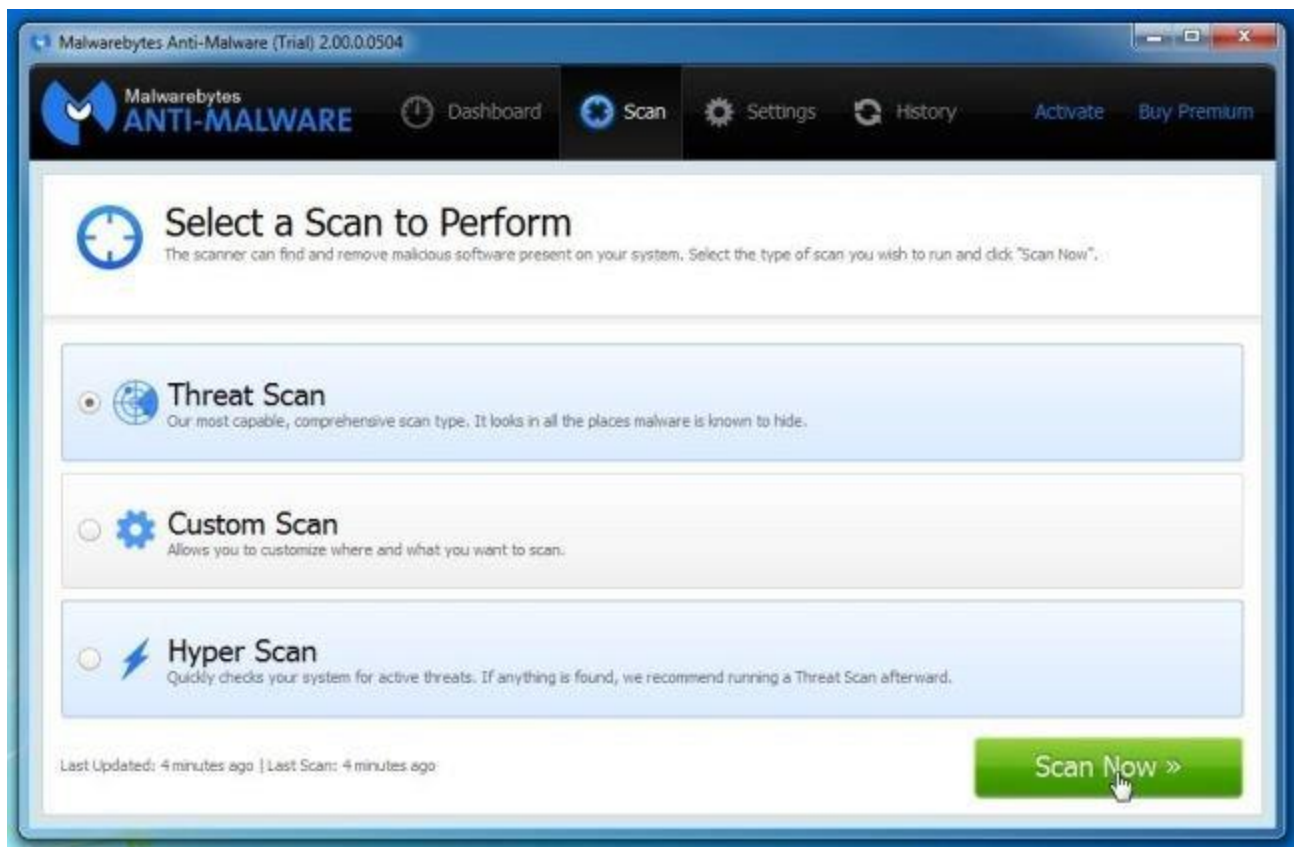 Malwarebytes Anti-Malware (Trial) 2.00.0.0504
Malwarebytes
ANTI-MALWARE
Dashboard
Scan
Settings
History
Activate
Buy Premium
Select a Scan to Perform
The scanner can find and remove malicious software present on your system. Select the type of scan you wish to run and click "Scan Now".
Threat Scan
Our most capable, comprehensive scan type. It looks in all the places malware is known to hide.
Custom Scan
Allows you to customize where and what you want to scan.
Hyper Scan
Quickly checks your system for active threats. If anything is found, we recommend running a Threat Scan afterward.
Last Updated: 4 minutes ago | Last Scan: 4 minutes ago
Scan Now »